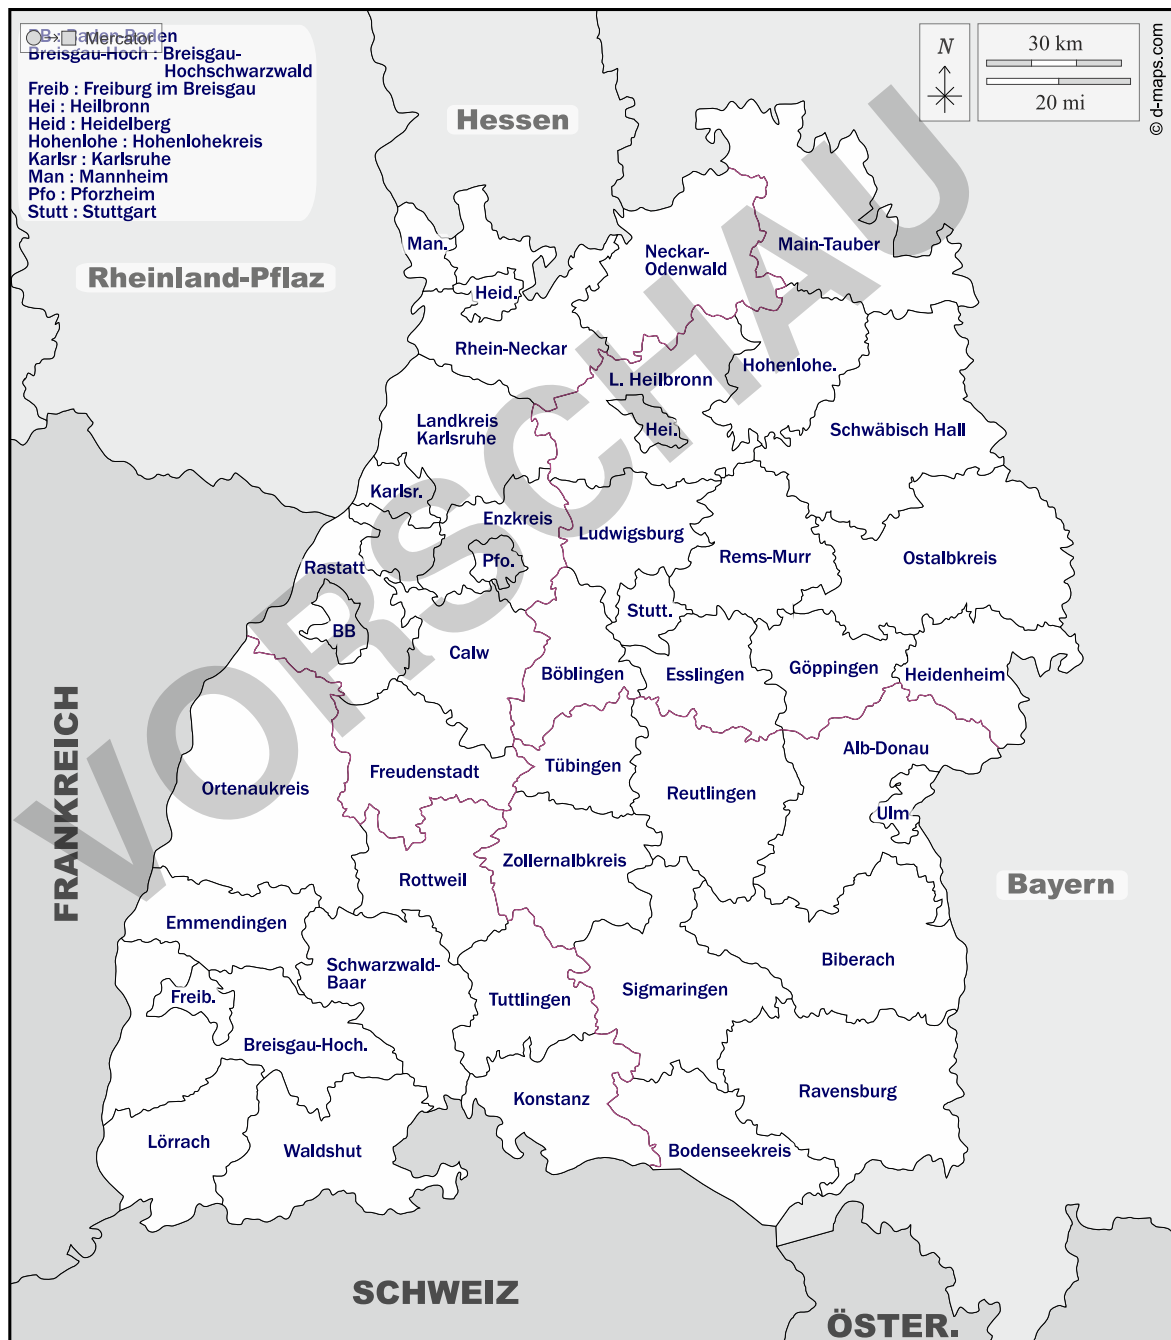 BB : Baden-Baden
Mercator
Breisgau-Hoch : Breisgau-
Hochschwarzwald
Freib : Freiburg im Breisgau
Hei : Heilbronn
Heid : Heidelberg
Hohenlohe : Hohenlohekreis
Karlsr : Karlsruhe
Man : Mannheim
Pfo : Pforzheim
Stutt : Stuttgart
N
30 km
20 mi
© d-maps.com
Hessen
Rheinland-Pflaz
Man.
Neckar-
Odenwald
Main-Tauber
Heid.
Rhein-Neckar
L. Heilbronn
Hohenlohe.
Landkreis
Karlsruhe
Hei.
Schwäbisch Hall
Karlsr.
Enzkreis
Ludwigsburg
Rems-Murr
Ostalbkreis
Rastatt
Pfo.
BB
Stutt.
Calw
Böblingen
Esslingen
Göppingen
Heidenheim
FRANKREICH
Alb-Donau
Ortenaukreis
Freudenstadt
Tübingen
Reutlingen
Ulm
Rottweil
Zollernalbkreis
Bayern
Emmendingen
Schwarzwald-
Baar
Biberach
Freib.
Tuttlingen
Sigmaringen
Breisgau-Hoch.
Konstanz
Ravensburg
Lörrach
Waldshut
Bodenseekreis
SCHWEIZ
ÖSTER.
VORSCHAU